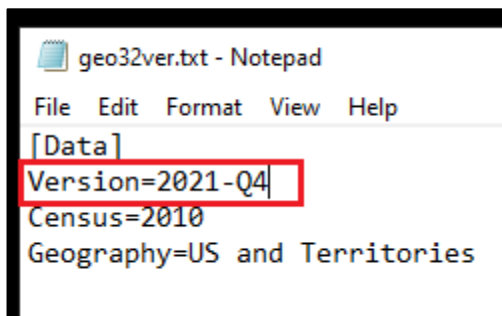 geo32ver.txt - Notepad
File Edit Format View Help
[Data]
Version=2021-Q4
Census=2010
Geography=US and Territories